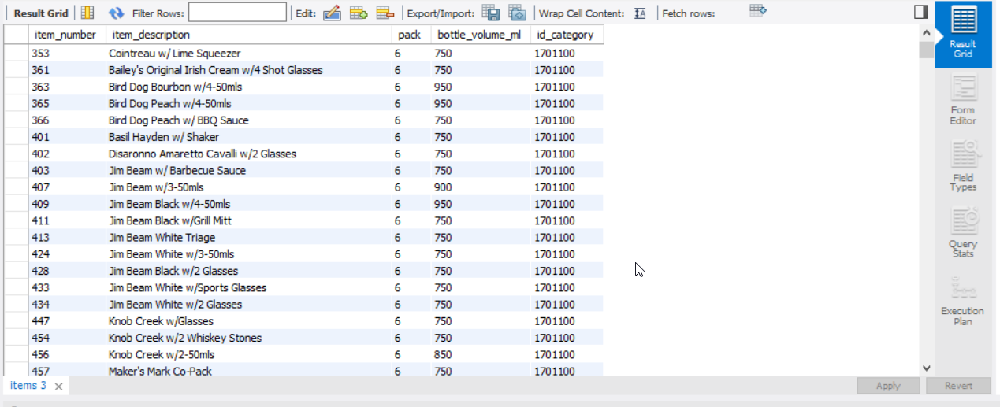 Result Grid Filter Rows: Edit: Export/Import: Wrap Cell Content: Fetch rows:
item_number item_description pack bottle_volume_ml id_category
353 Cointreau w/ Lime Squeezer 6 750 1701100
361 Bailey's Original Irish Cream w/4 Shot Glasses 6 750 1701100
363 Bird Dog Bourbon w/4-50mls 6 950 1701100
365 Bird Dog Peach w/4-50mls 6 950 1701100
366 Bird Dog Peach w/ BBQ Sauce 6 750 1701100
401 Basil Hayden w/ Shaker 6 750 1701100
402 Disaronno Amaretto Cavalli w/2 Glasses 6 750 1701100
403 Jim Beam w/ Barbecue Sauce 6 750 1701100
407 Jim Beam w/3-50mls 6 900 1701100
409 Jim Beam Black w/4-50mls 6 950 1701100
411 Jim Beam Black w/Grill Mitt 6 750 1701100
413 Jim Beam White Triage 6 750 1701100
424 Jim Beam White w/3-50mls 6 750 1701100
428 Jim Beam Black w/2 Glasses 6 750 1701100
433 Jim Beam White w/Sports Glasses 6 750 1701100
434 Jim Beam White w/2 Glasses 6 750 1701100
447 Knob Creek w/Glasses 6 750 1701100
454 Knob Creek w/2 Whiskey Stones 6 750 1701100
456 Knob Creek w/2-50mls 6 850 1701100
457 Maker's Mark Co-Pack 6 750 1701100
items 3
Apply Revert
Result
Grid
Form
Editor
Field
Types
Query
Stats
Execution
Plan